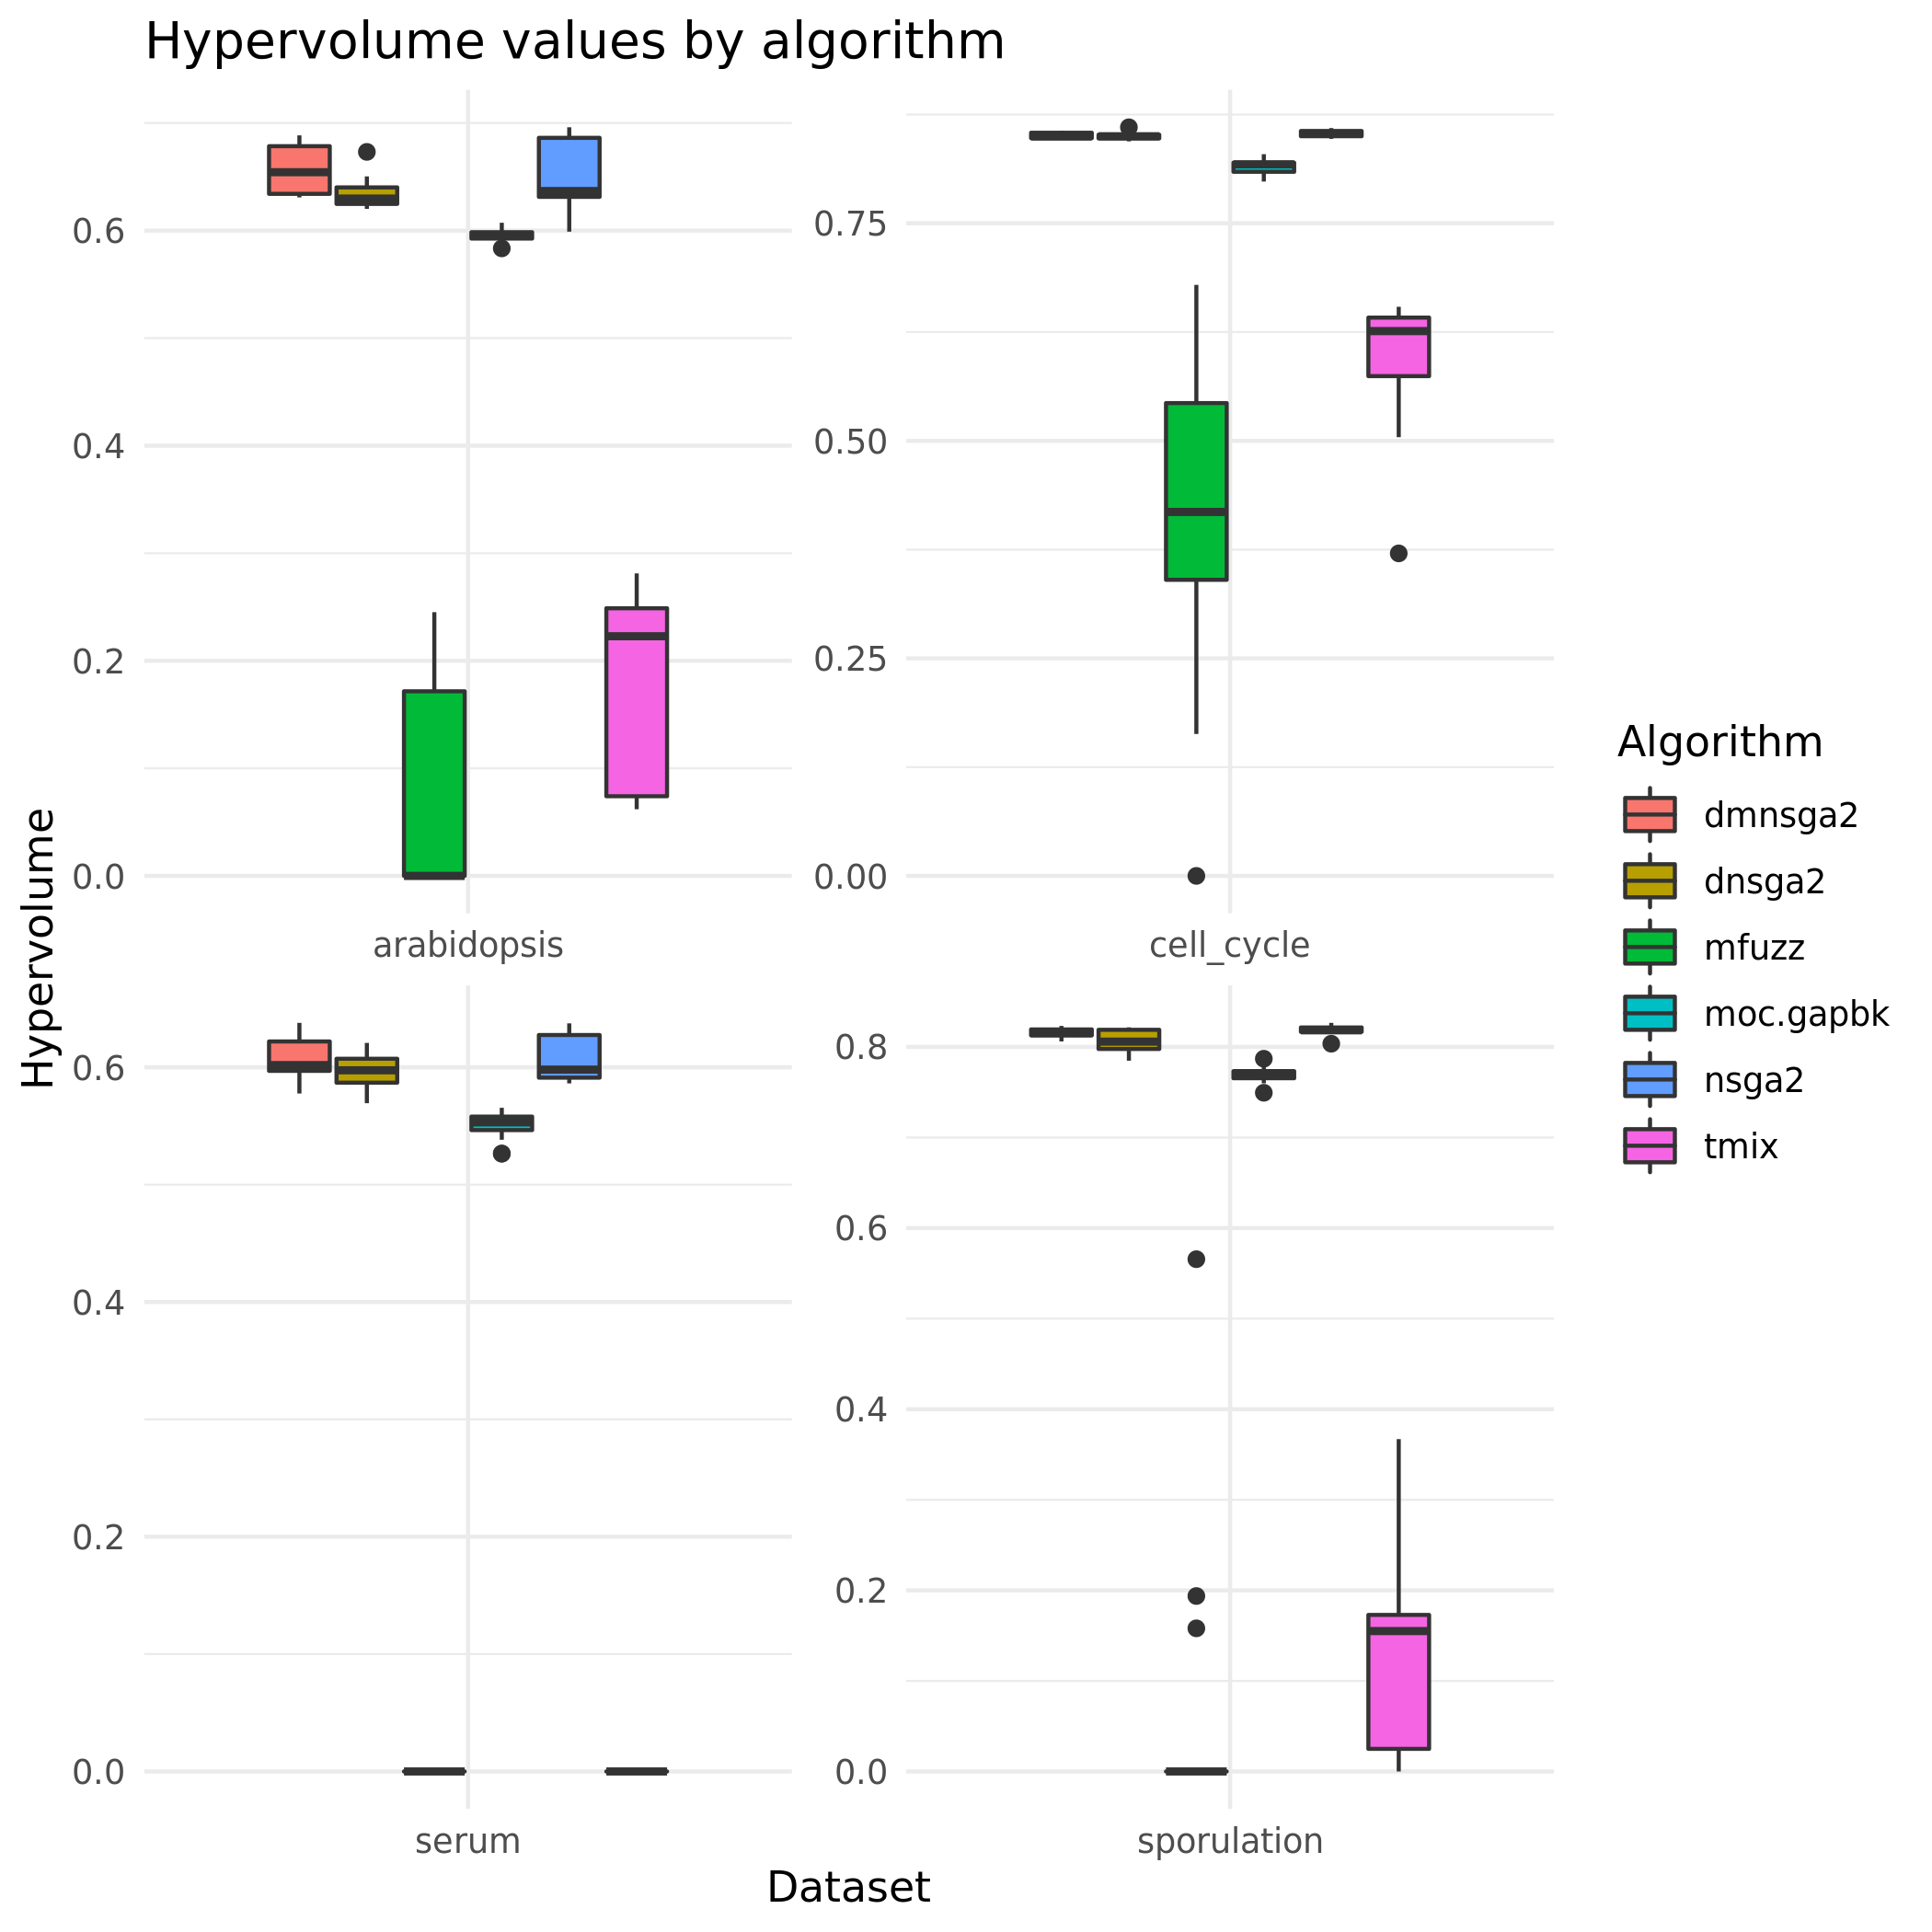 Hypervolume values by algorithm
0.6
0.4
0.2
0.0
arabidopsis
0.75
0.50
0.25
0.00
cell_cycle
0.6
0.4
0.2
0.0
serum
0.8
0.6
0.4
0.2
0.0
sporulation
Hypervolume
Dataset
Algorithm
dmnsga2
dnsga2
mfuzz
moc.gapbk
nsga2
tmix